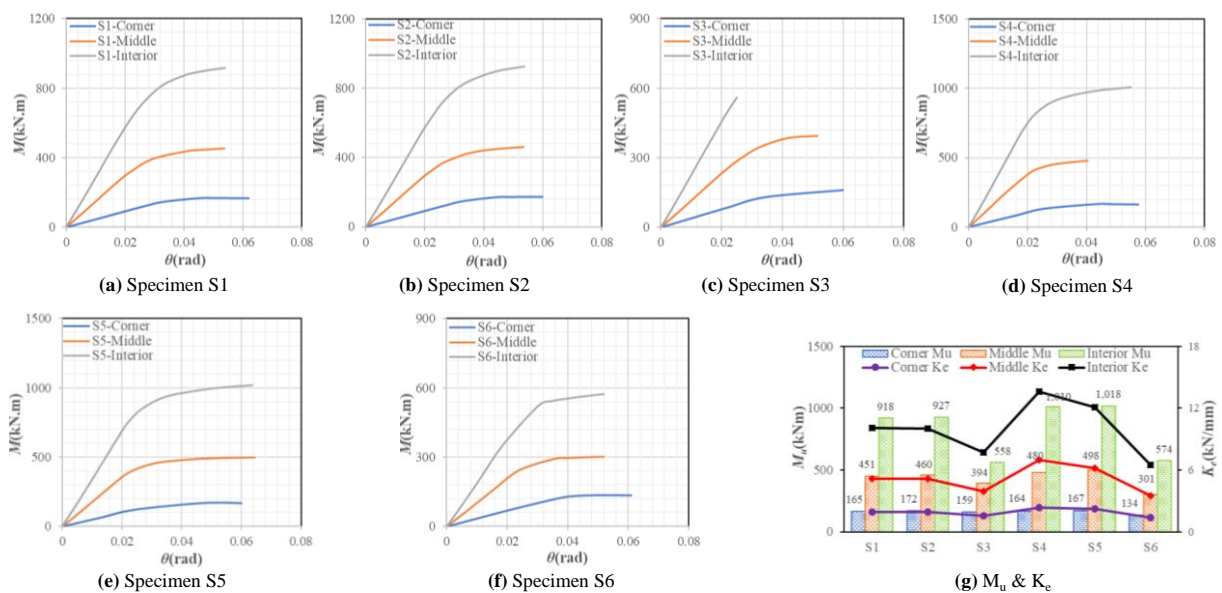 1200
S1-Corner
S1-Middle
S1-Interior
800
M(kN.m)
400
0
0 0.02 0.04 0.06 0.08
θ(rad)
(a) Specimen S1
1200
S2-Corner
S2-Middle
S2-Interior
800
M(kN.m)
400
0
0 0.02 0.04 0.06 0.08
θ(rad)
(b) Specimen S2
900
S3-Corner
S3-Middle
S3-Interior
600
M(kN.m)
300
0
0 0.02 0.04 0.06 0.08
θ(rad)
(c) Specimen S3
1500
S4-Corner
S4-Middle
S4-Interior
1000
M(kN.m)
500
0
0 0.02 0.04 0.06 0.08
θ(rad)
(d) Specimen S4
1500
S5-Corner
S5-Middle
S5-Interior
1000
M(kN.m)
500
0
0 0.02 0.04 0.06 0.08
θ(rad)
(e) Specimen S5
900
S6-Corner
S6-Middle
S6-Interior
600
M(kN.m)
300
0
0 0.02 0.04 0.06 0.08
θ(rad)
(f) Specimen S6
1500 18
Corner Mu Middle Mu Interior Mu
Corner Ke Middle Ke Interior Ke
918 927 558 1,018 574
1000 12
451 460 394 480 498 301
500 6
165 172 159 164 167 134
0 0
Mu(kNm)
Ke(kN/mm)
S1 S2 S3 S4 S5 S6
(g) Mu & Ke